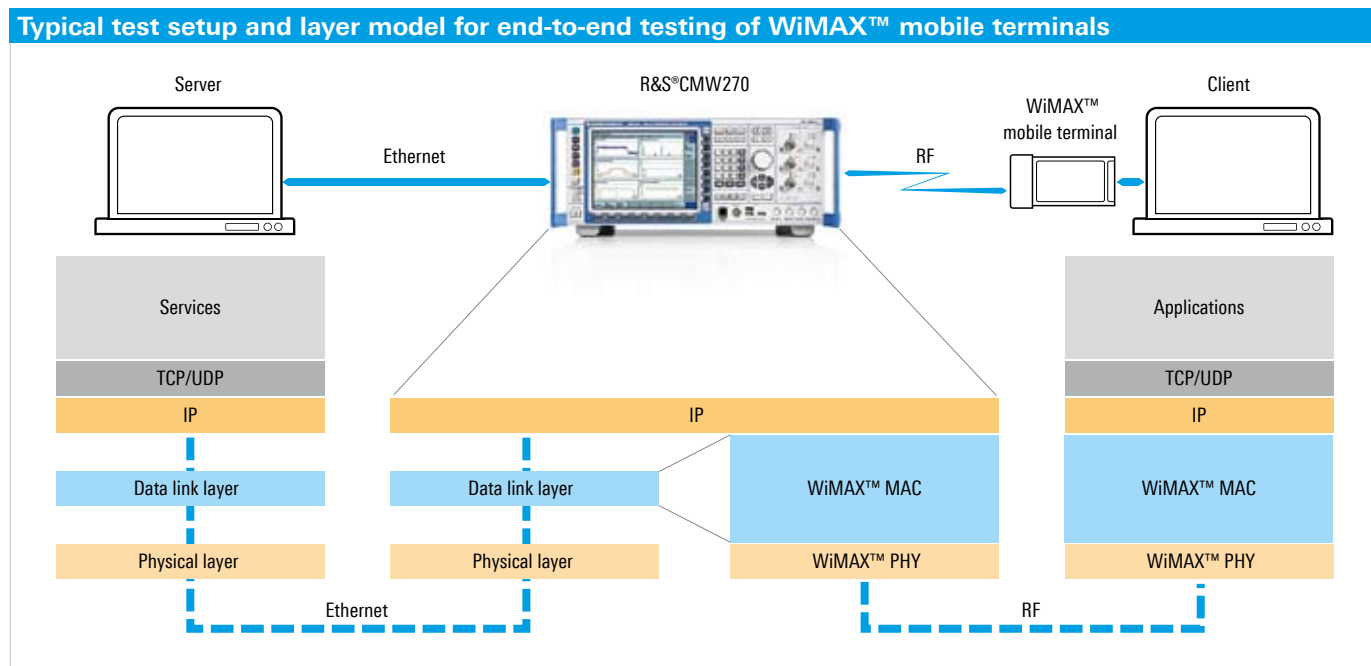 Typical test setup and layer model for end-to-end testing of WiMAX™ mobile terminals
Server
R&S®CMW270
Client
WiMAX™
mobile terminal
Ethernet
RF
Services
Applications
TCP/UDP
TCP/UDP
IP
IP
IP
Data link layer
Data link layer
WiMAX™ MAC
WiMAX™ MAC
Physical layer
Physical layer
WiMAX™ PHY
WiMAX™ PHY
Ethernet
RF